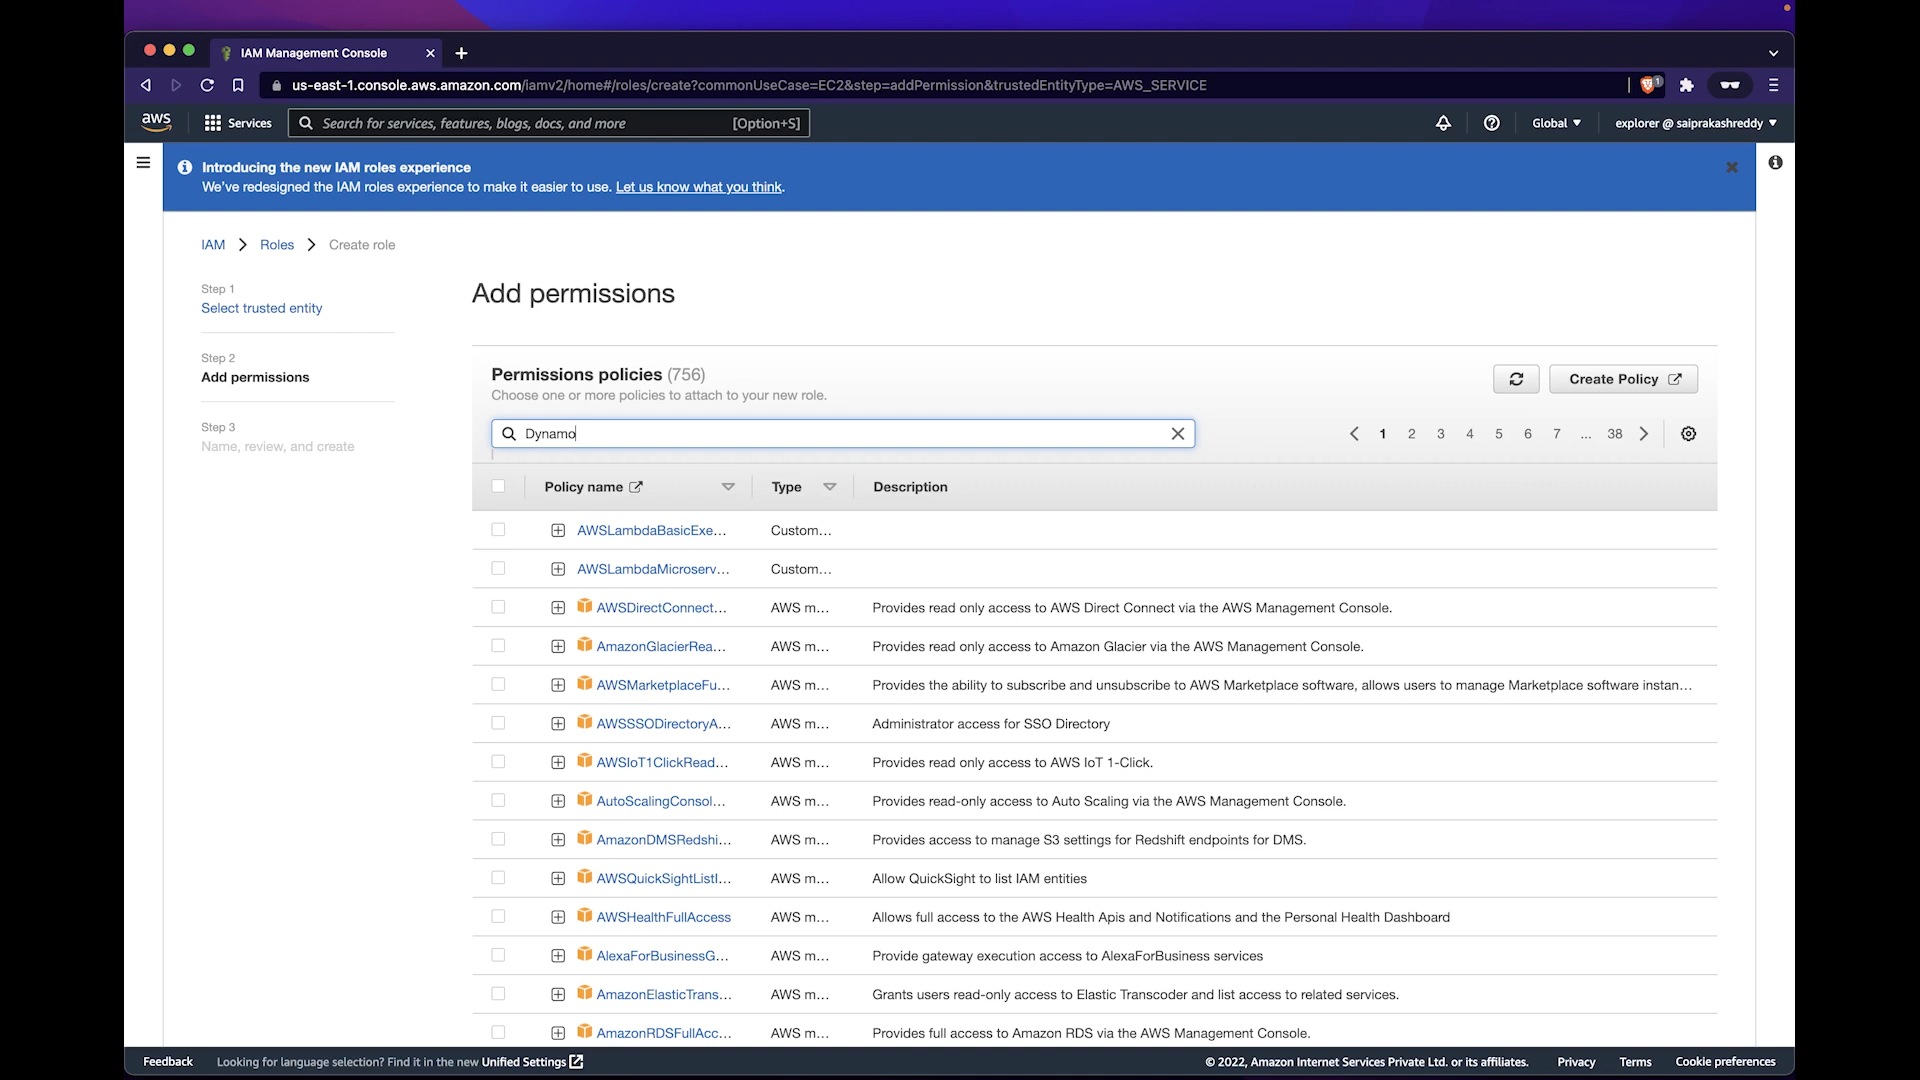 IAM Management Console
us-east-1.console.aws.amazon.com/iamv2/home#/roles/create?commonUseCase=EC2&step=addPermission&trustedEntityType=AWS_SERVICE
1
aws
Services
Search for services, features, blogs, docs, and more
[Option+S]
Global
explorer @ saiprakashreddy
Introducing the new IAM roles experience
We've redesigned the IAM roles experience to make it easier to use. Let us know what you think.
IAM
Roles
Create role
Step 1
Select trusted entity
Step 2
Add permissions
Step 3
Name, review, and create
Add permissions
Permissions policies (756)
Choose one or more policies to attach to your new role.
Create Policy
Dynamo
1 2 3 4 5 6 7 ... 38
Policy name Type Description
AWSLambdaBasicExe... Custom...
AWSLambdaMicroserv... Custom...
AWSDirectConnect... AWS m... Provides read only access to AWS Direct Connect via the AWS Management Console.
AmazonGlacierRea... AWS m... Provides read only access to Amazon Glacier via the AWS Management Console.
AWSMarketplaceFu... AWS m... Provides the ability to subscribe and unsubscribe to AWS Marketplace software, allows users to manage Marketplace software instan...
AWSSSODirectoryA... AWS m... Administrator access for SSO Directory
AWSIoT1ClickRead... AWS m... Provides read only access to AWS IoT 1-Click.
AutoScalingConsol... AWS m... Provides read-only access to Auto Scaling via the AWS Management Console.
AmazonDMSRedshi... AWS m... Provides access to manage S3 settings for Redshift endpoints for DMS.
AWSQuickSightListI... AWS m... Allow QuickSight to list IAM entities
AWSHealthFullAccess AWS m... Allows full access to the AWS Health Apis and Notifications and the Personal Health Dashboard
AlexaForBusinessG... AWS m... Provide gateway execution access to AlexaForBusiness services
AmazonElasticTrans... AWS m... Grants users read-only access to Elastic Transcoder and list access to related services.
AmazonRDSFullAcc... AWS m... Provides full access to Amazon RDS via the AWS Management Console.
Feedback
Looking for language selection? Find it in the new Unified Settings
© 2022, Amazon Internet Services Private Ltd. or its affiliates.
Privacy
Terms
Cookie preferences